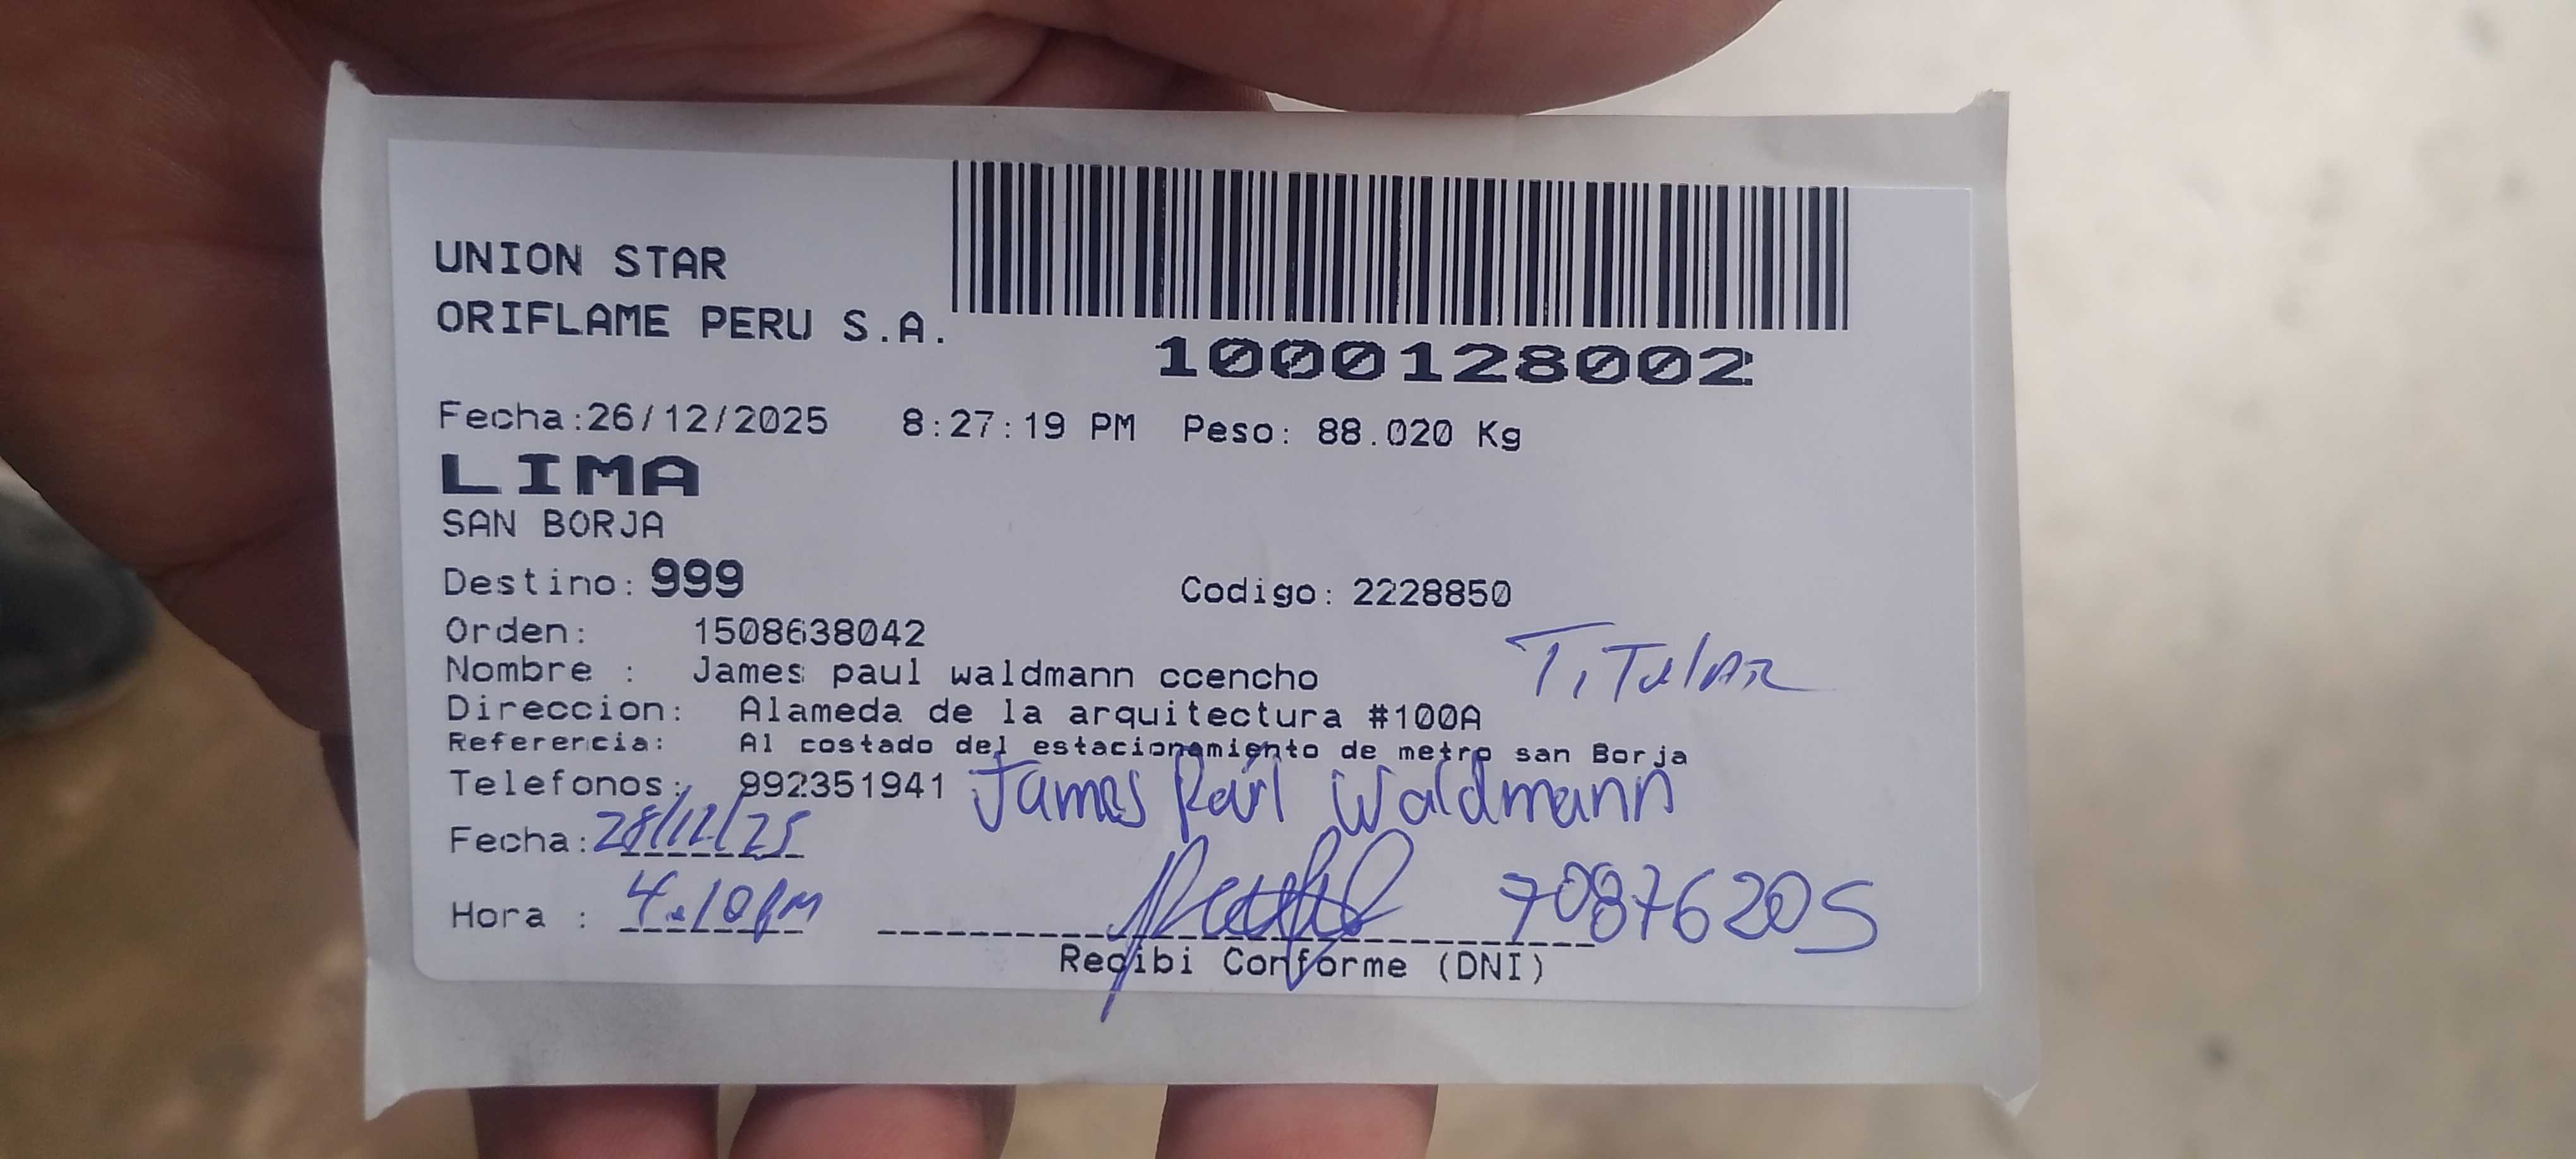 UNION STAR
ORIFLAME PERU S.A.
1000128002
Fecha:26/12/2025 8:27:19 PM Peso: 88.020 Kg
LIMA
SAN BORJA
Destino: 999 Codigo: 2228850
Orden: 1508638042
TITULAR
Nombre : James paul waldmann ccencho
Direccion: Alameda de la arquitectura #100A
Referencia: Al costado del estacionamiento de metro san Borja
Telefonos: 992351941 James Paúl Waldmann
Fecha: 28/12/25
Hora : 4:10pm 70876205
Recibi Conforme (DNI)